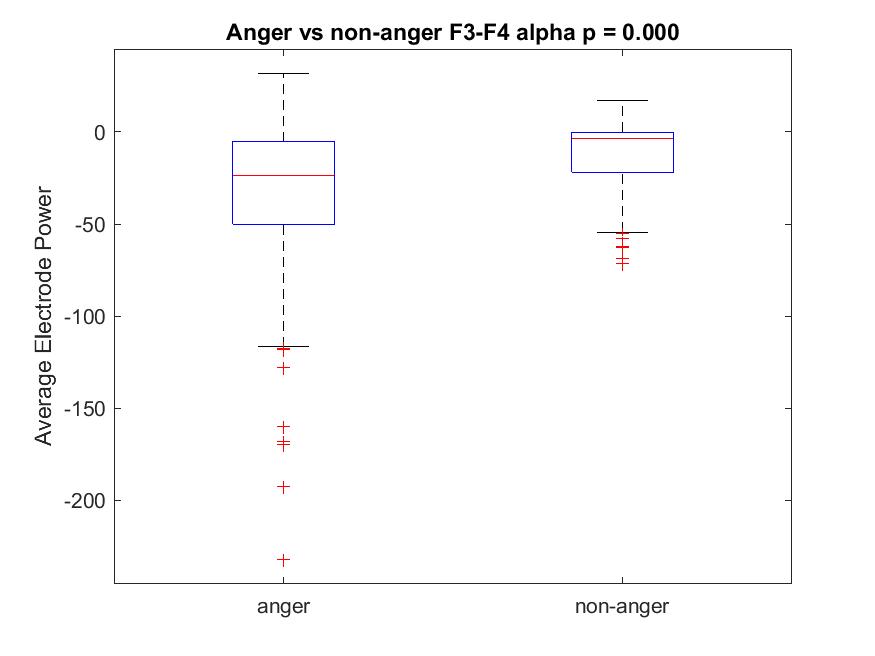 Anger vs non-anger F3-F4 alpha p = 0.000
Average Electrode Power
0
-50
-100
-150
-200
anger
non-anger